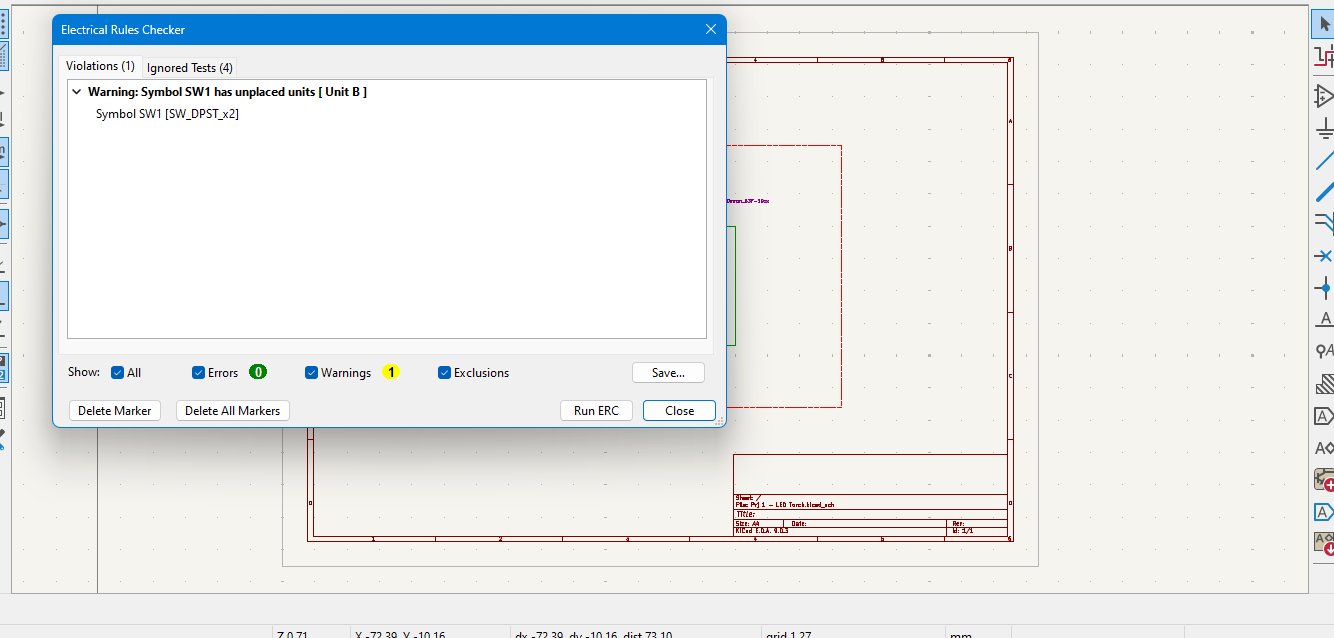 Electrical Rules Checker
Violations (1)
Ignored Tests (4)
Warning: Symbol SW1 has unplaced units [ Unit B ]
Symbol SW1 [SW_DPST_x2]
Show:
All
Errors
0
Warnings
1
Exclusions
Save...
Delete Marker
Delete All Markers
Run ERC
Close
Sheet: /
File: Prj 1 - LED Torch.kicad_sch
Title:
Size: A4
Date:
Rev:
KiCad E.D.A. 9.0.3
Id: 1/1
Z 0.71
X -72.39 Y -10.16
dx -72.39 dy -10.16 dist 73.10
grid 1.27
mm